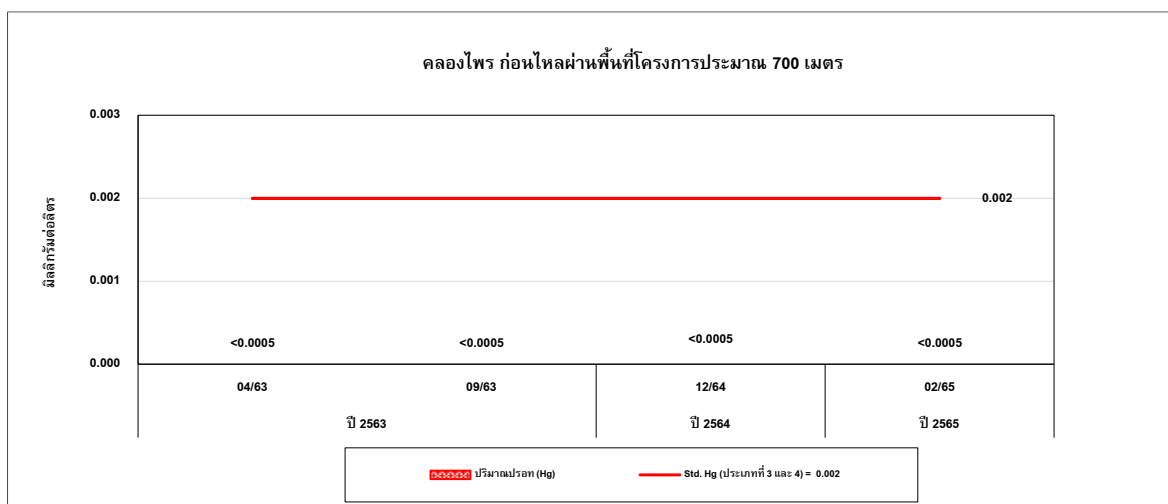 คลองไพร ก่อนไหลผ่านพื้นที่โครงการประมาณ 700 เมตร
มิลลิกรัมต่อลิตร
0.003
0.002
0.001
0.000
0.002
<0.0005 <0.0005 <0.0005 <0.0005
04/63 09/63 12/64 02/65
ปี 2563 ปี 2564 ปี 2565
ปริมาณปรอท (Hg) Std. Hg (ประเภทที่ 3 และ 4) = 0.002